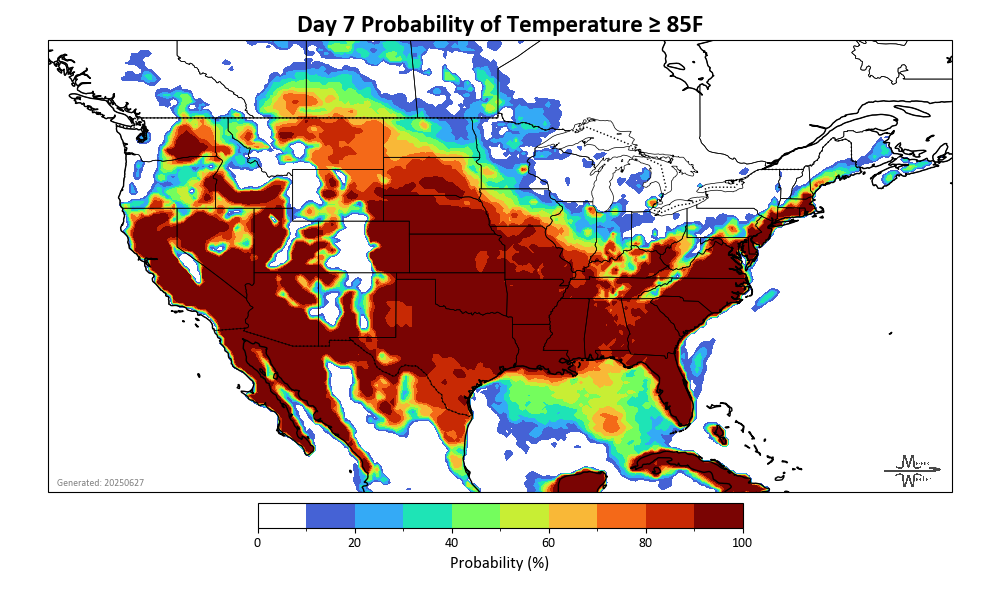 Day 7 Probability of Temperature ≥ 85F
Generated: 20250627
0 20 40 60 80 100
Probability (%)